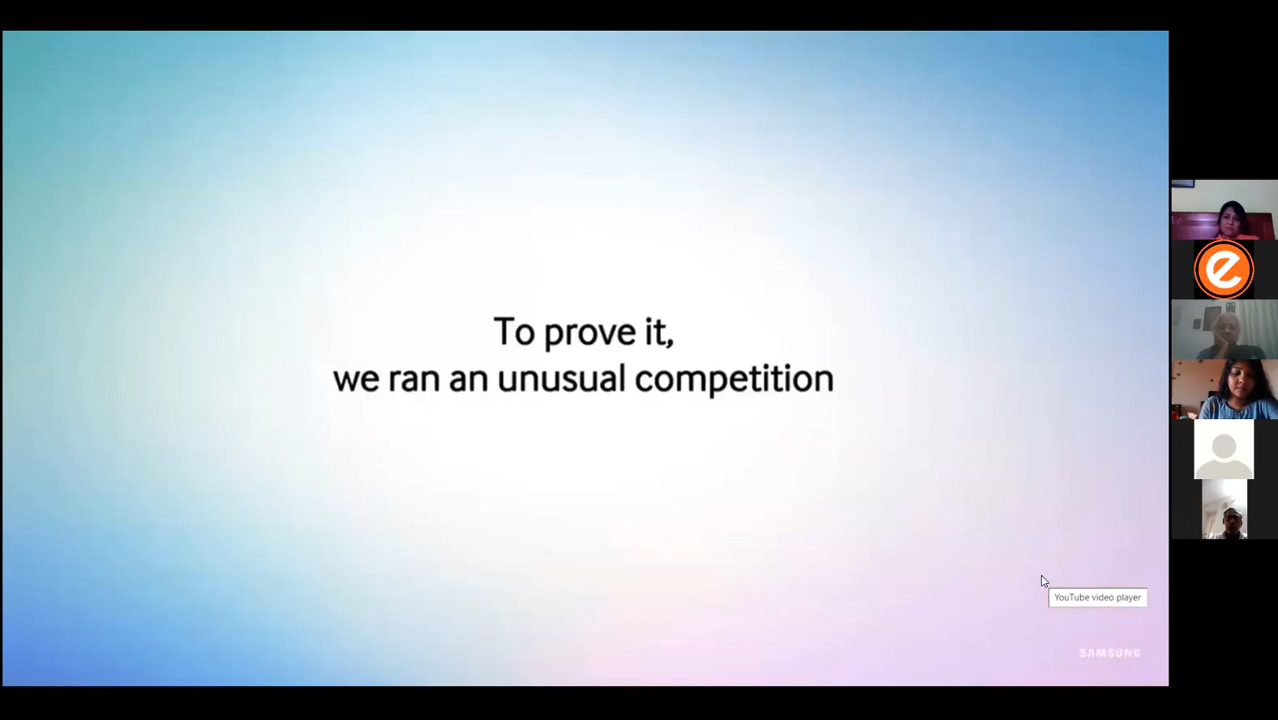 To prove it,
we ran an unusual competition
e
YouTube video player
SAMSUNG